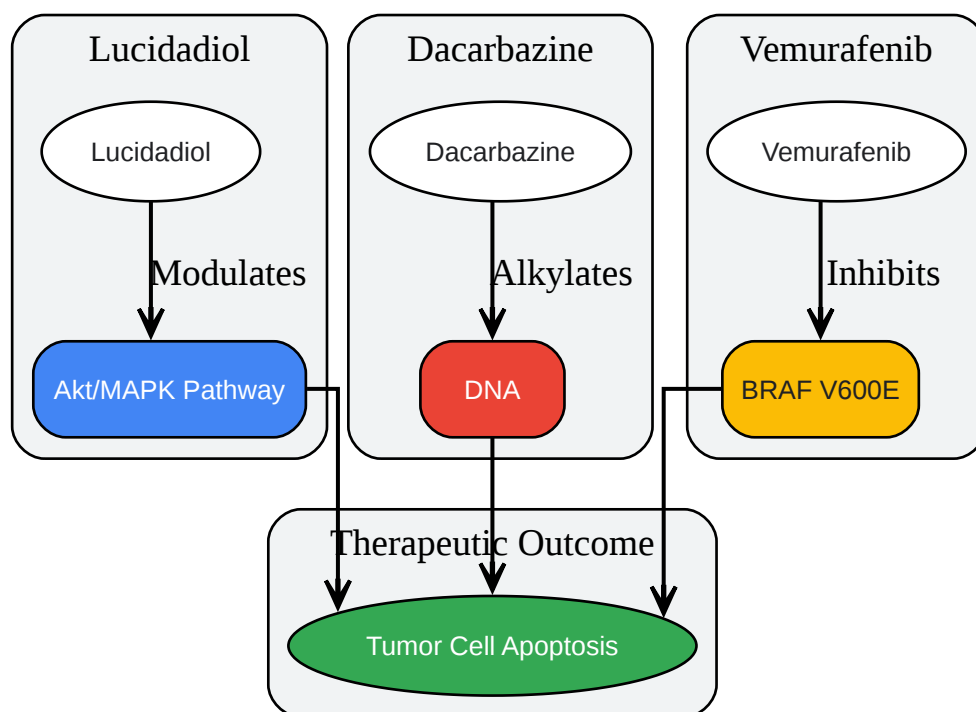 Lucidadiol
Dacarbazine
Vemurafenib
Lucidadiol
Dacarbazine
Vemurafenib
Modulates
Alkylates
Inhibits
Akt/MAPK Pathway
DNA
BRAF V600E
Therapeutic Outcome
Tumor Cell Apoptosis